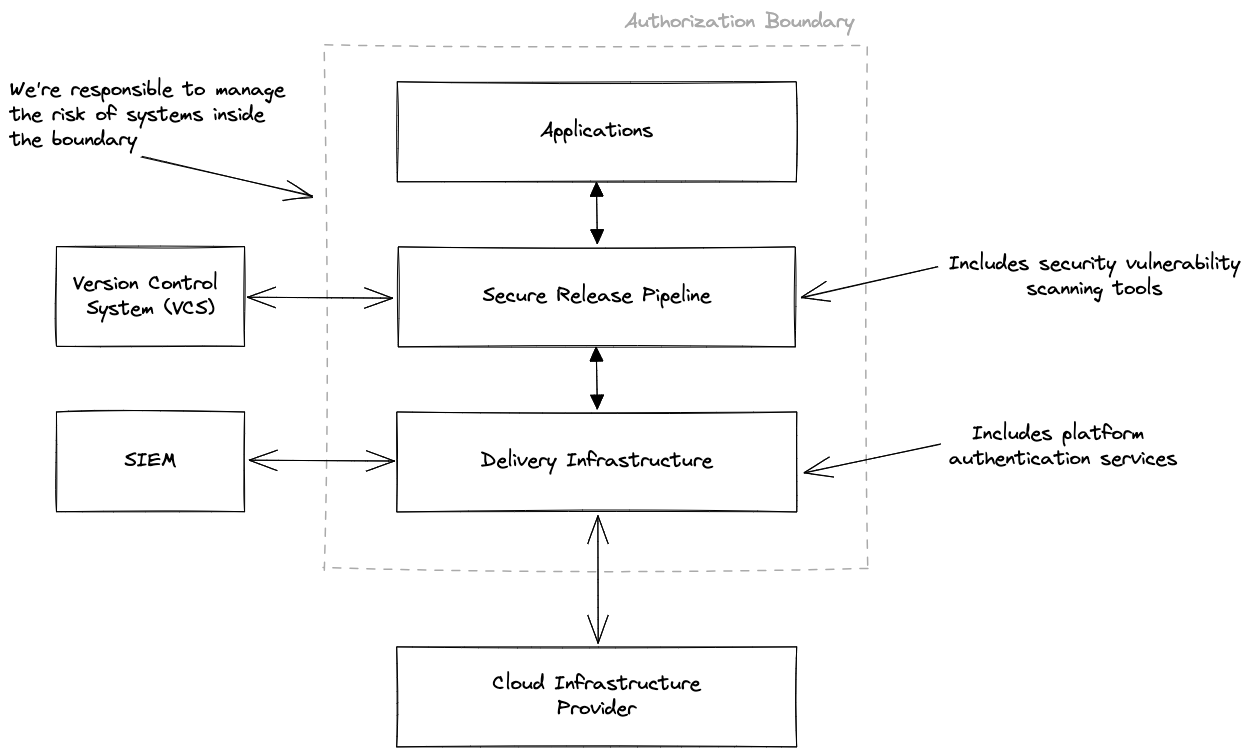 Authorization Boundary
We're responsible to manage
the risk of systems inside
the boundary
Applications
Version Control
System (VCS)
Secure Release Pipeline
Includes security vulnerability
scanning tools
SIEM
Delivery Infrastructure
Includes platform
authentication services
Cloud Infrastructure
Provider